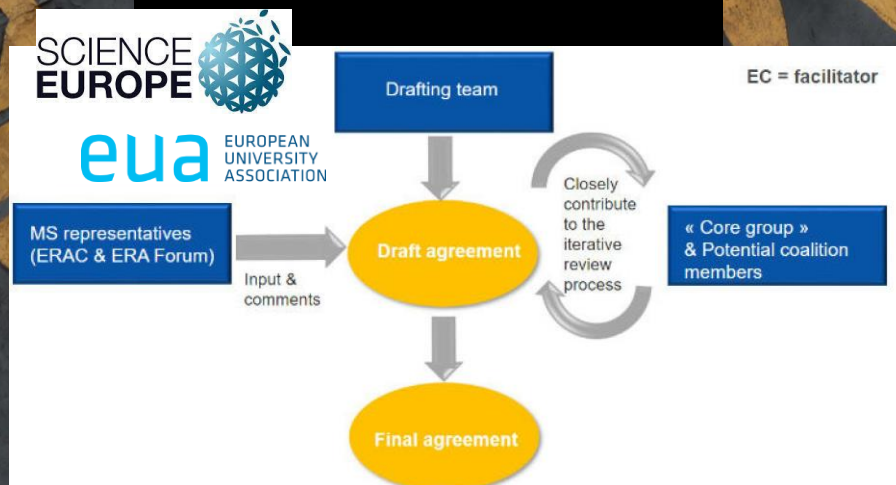 SCIENCE
EUROPE
eua
EUROPEAN
UNIVERSITY
ASSOCIATION
Drafting team
EC = facilitator
MS representatives
(ERAC & ERA Forum)
Input &
comments
Draft agreement
Closely
contribute
to the
iterative
review
process
« Core group »
& Potential coalition
members
Final agreement